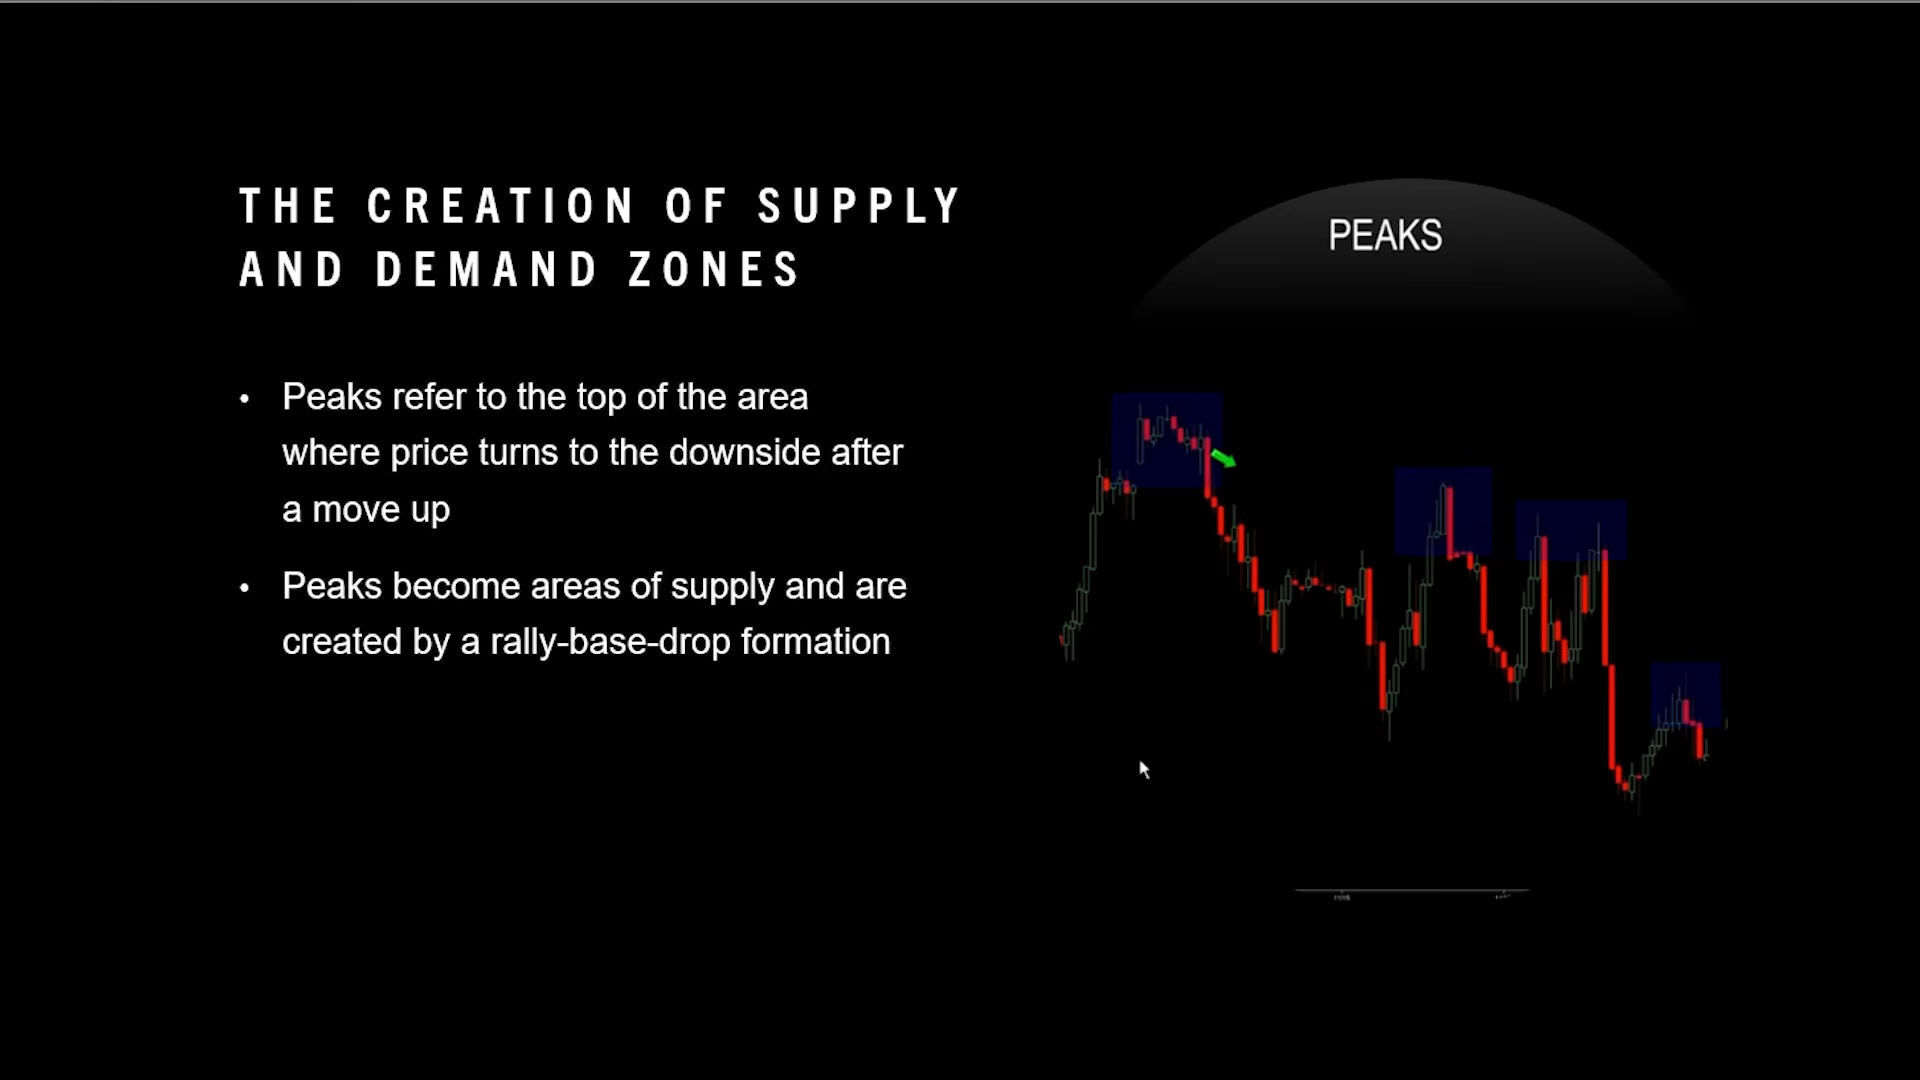 THE CREATION OF SUPPLY
AND DEMAND ZONES
• Peaks refer to the top of the area
where price turns to the downside after
a move up
• Peaks become areas of supply and are
created by a rally-base-drop formation
PEAKS